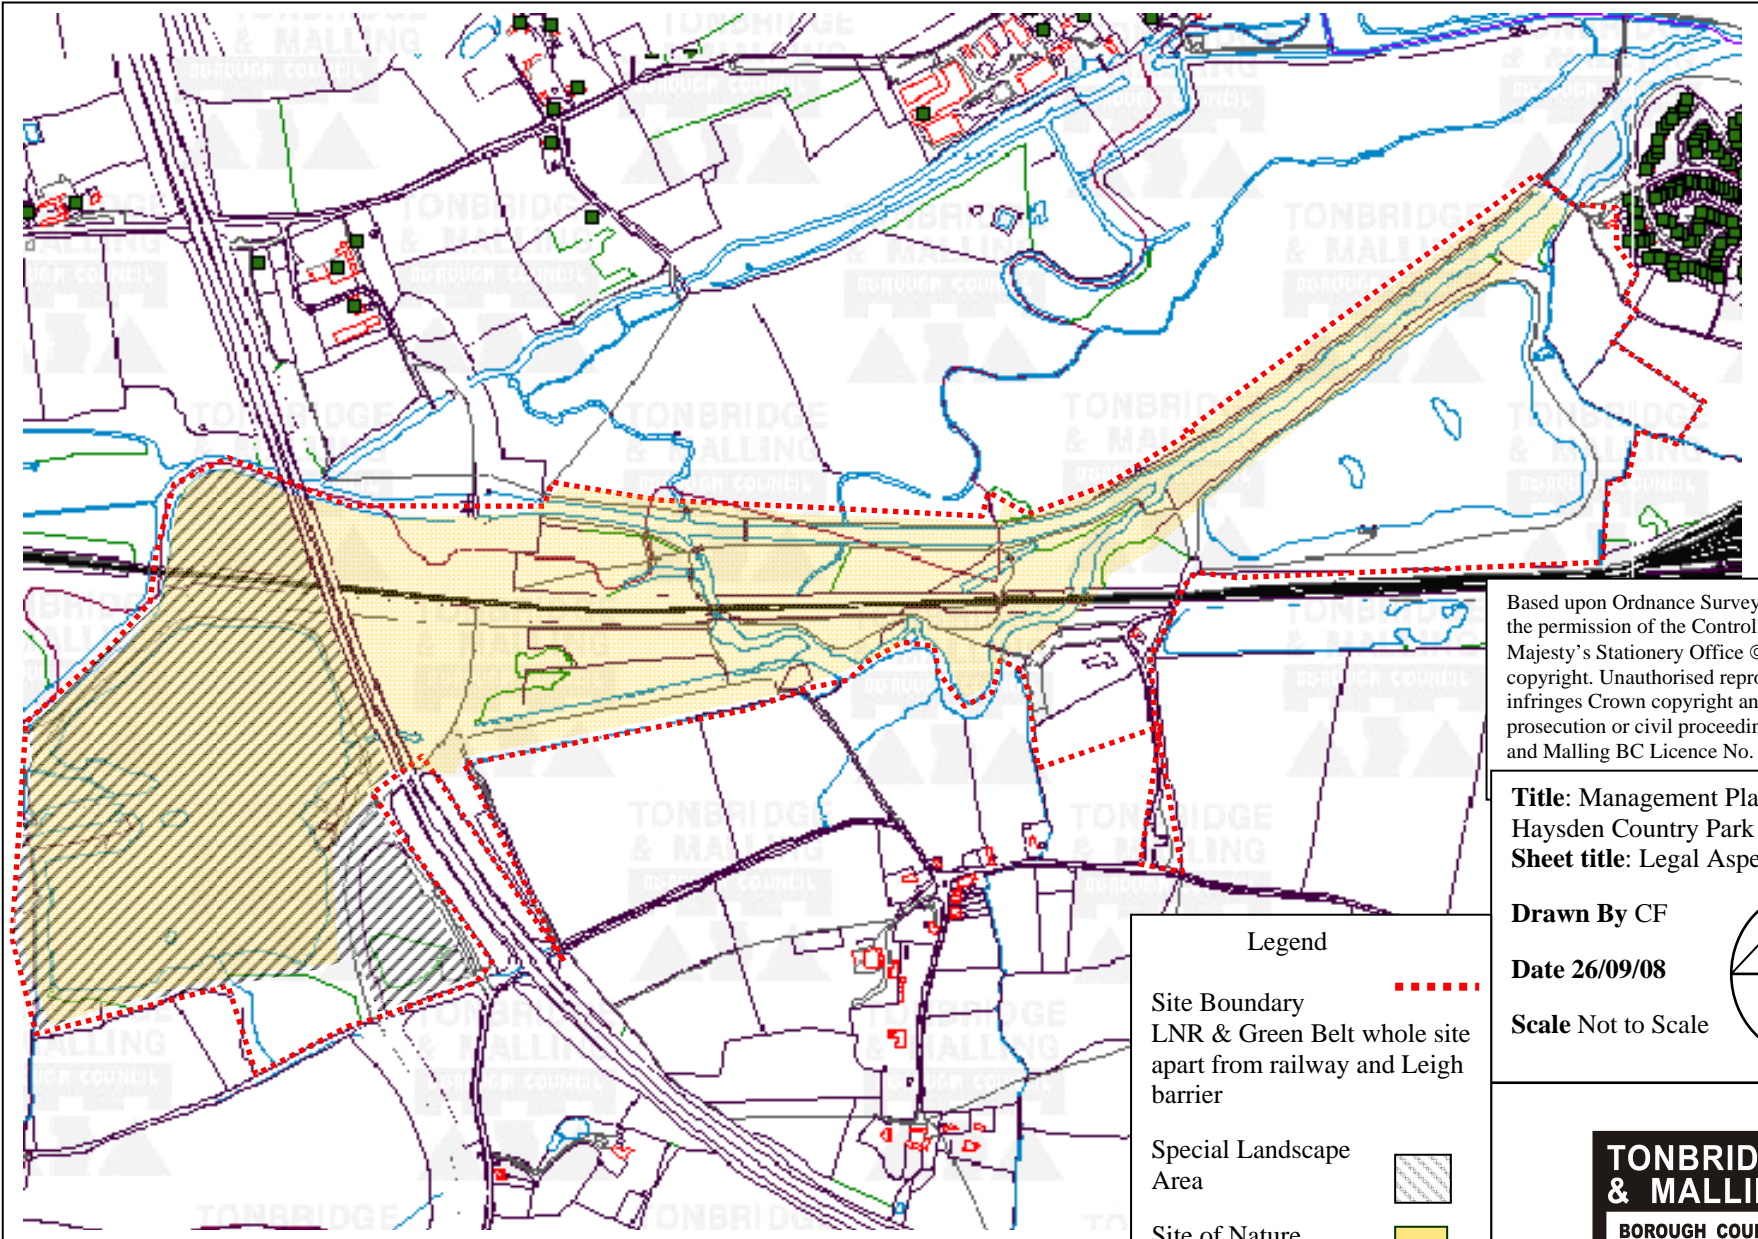 Based upon Ordnance Survey
the permission of the Control
Majesty's Stationery Office ©
copyright. Unauthorised repro
infringes Crown copyright an
prosecution or civil proceedin
and Malling BC Licence No.
Title: Management Pla
Haysden Country Park
Sheet title: Legal Aspe
Drawn By CF
Date 26/09/08
Scale Not to Scale
Legend
Site Boundary
LNR & Green Belt whole site
apart from railway and Leigh
barrier
Special Landscape
Area
Site of Nature
TONBRID
& MALLI
BOROUGH COU
TONBRIDGE
& MALLING
BOROUGH COUNCIL